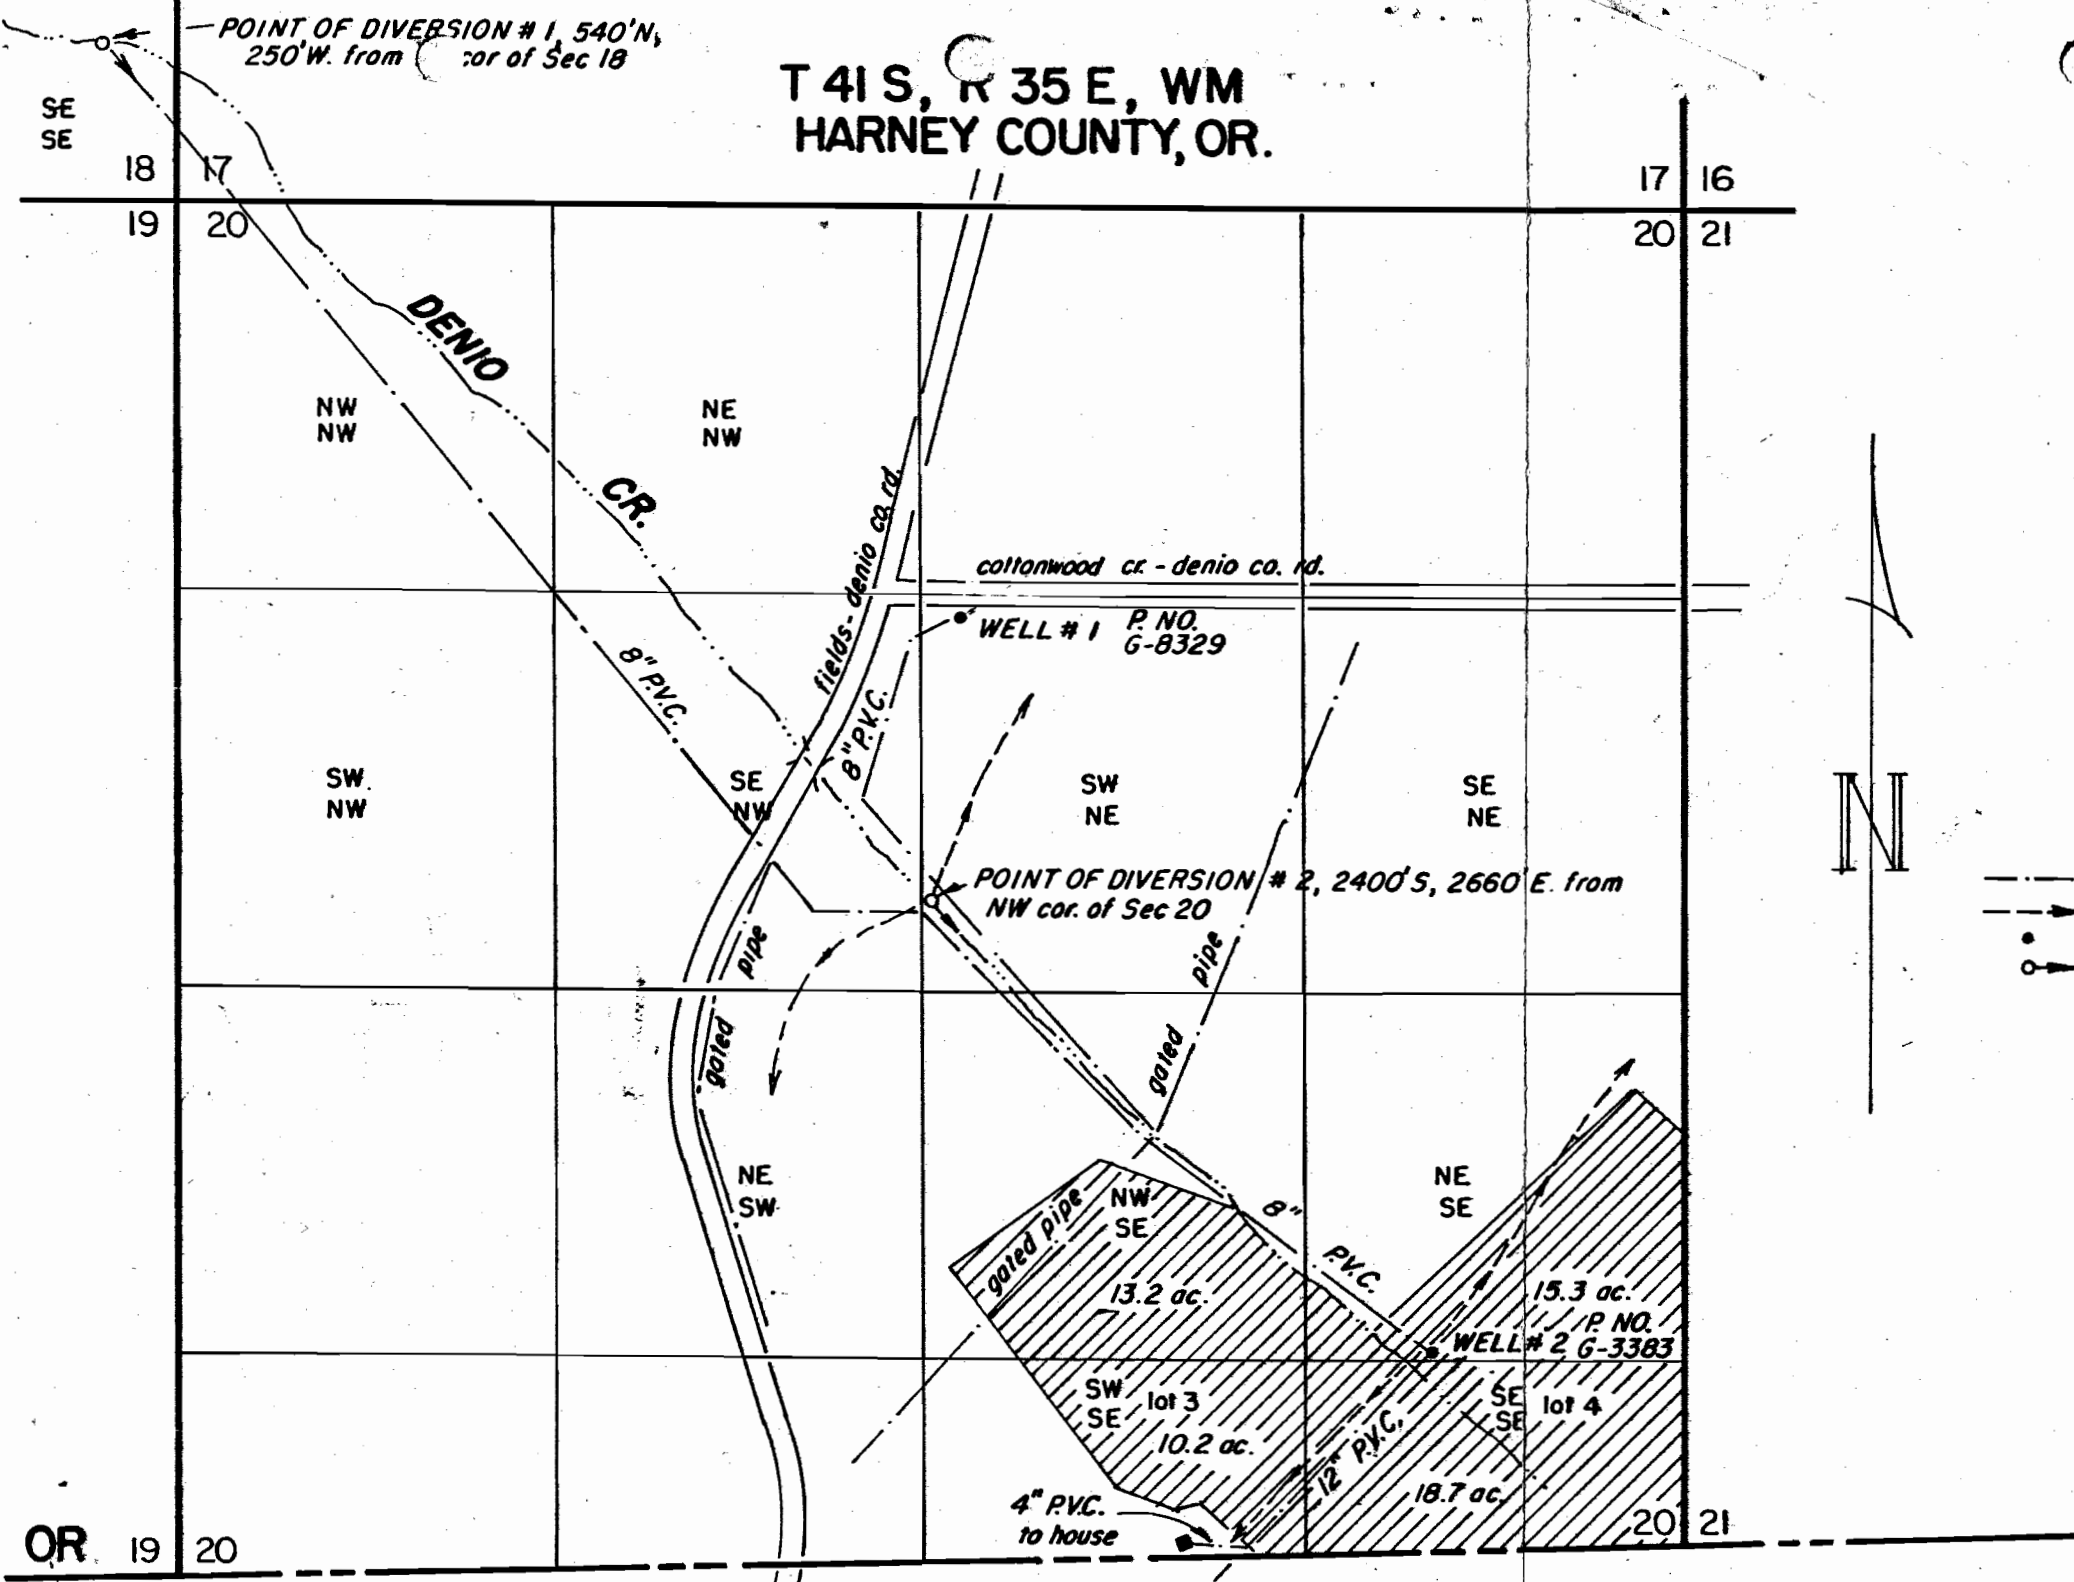 POINT OF DIVERSION # 1, 540'N,
250'W. from cor of Sec 18
T 41 S, R 35 E, WM
HARNEY COUNTY, OR.
SE
SE
18 17
19 20
17 16
20 21
DENIO
CR.
NW
NW
NE
NW
fields - denio co. rd.
cottonwood cr. - denio co. rd.
WELL # 1 P. NO.
G-8329
8" P.V.C.
8" P.V.C.
SW
NW
SE
NW
SW
NE
SE
NE
N
POINT OF DIVERSION # 2, 2400'S, 2660'E. from
NW cor. of Sec 20
gated pipe
gated pipe
NE
SW
NW
SE
NE
SE
gated pipe
8" P.V.C.
13.2 ac.
15.3 ac.
P. NO.
WELL # 2 G-3383
SW
SE lot 3
SE
SE lot 4
10.2 ac.
12" P.V.C.
18.7 ac.
4" P.V.C.
to house
OR 19 20
20 21